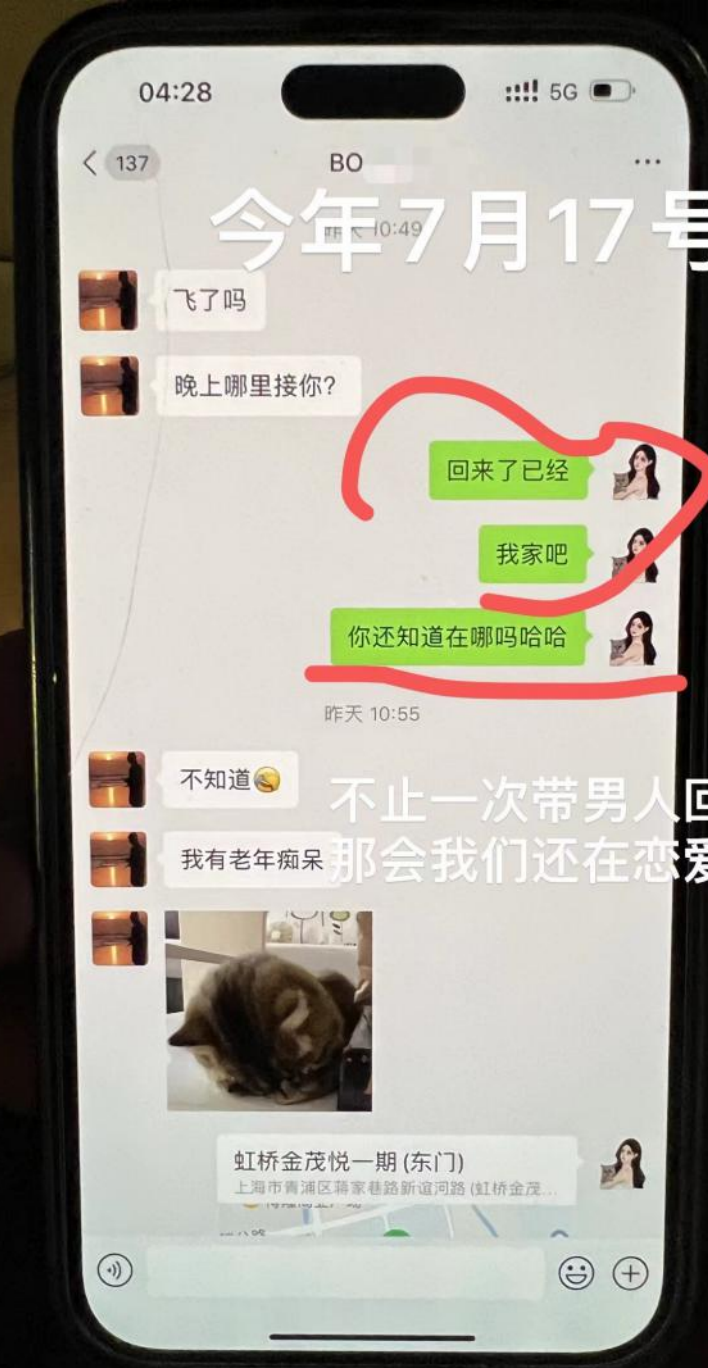 04:28
5G
137
BO
今年7月17号
昨天 10:49
飞了吗
晚上哪里接你?
回来了已经
我家吧
你还知道在哪吗哈哈
昨天 10:55
不知道
不止一次带男人回
我有老年痴呆
那会我们还在恋爱
虹桥金茂悦一期(东门)
上海市青浦区蒋家巷路新谊河路(虹桥金茂...